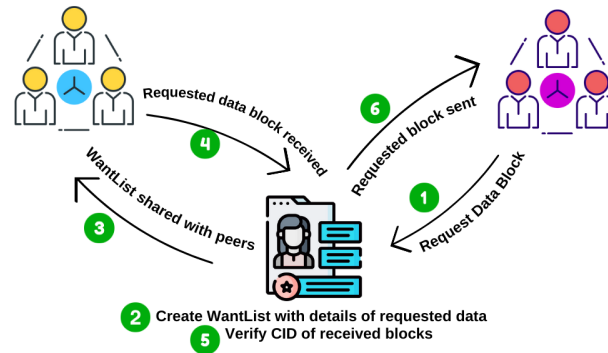 Requested data block received
4
WantList shared with peers
3
6
Requested block sent
1
Request Data Block
2 Create WantList with details of requested data
5 Verify CID of received blocks